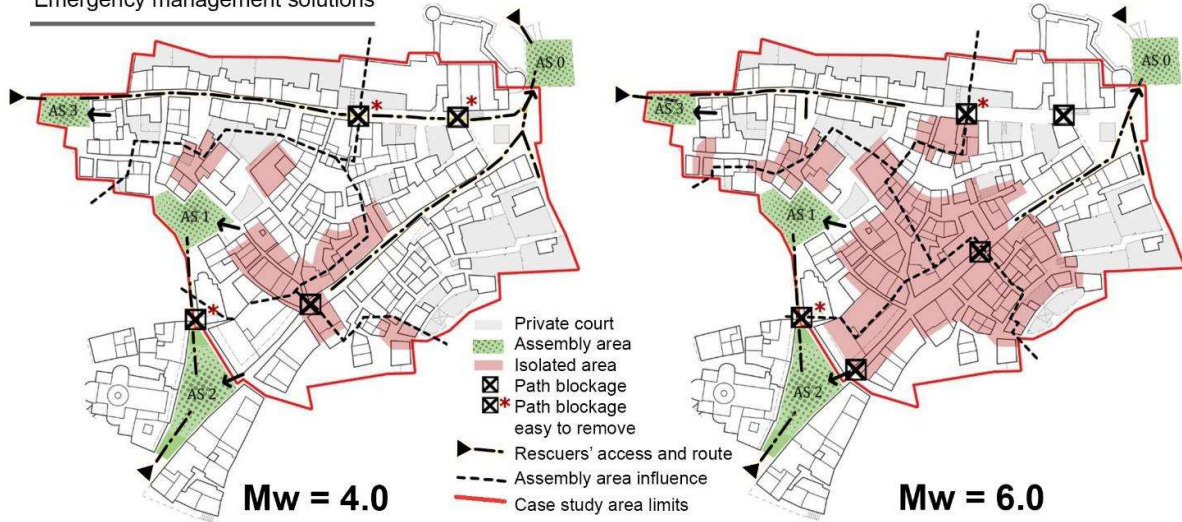 Emergency management solutions
AS 0
AS 3
*
*
AS 1
*
AS 2
Mw = 4.0
Private court
Assembly area
Isolated area
Path blockage
* Path blockage
easy to remove
Rescuers' access and route
Assembly area influence
Case study area limits
AS 0
AS 3
*
AS 1
*
AS 2
Mw = 6.0